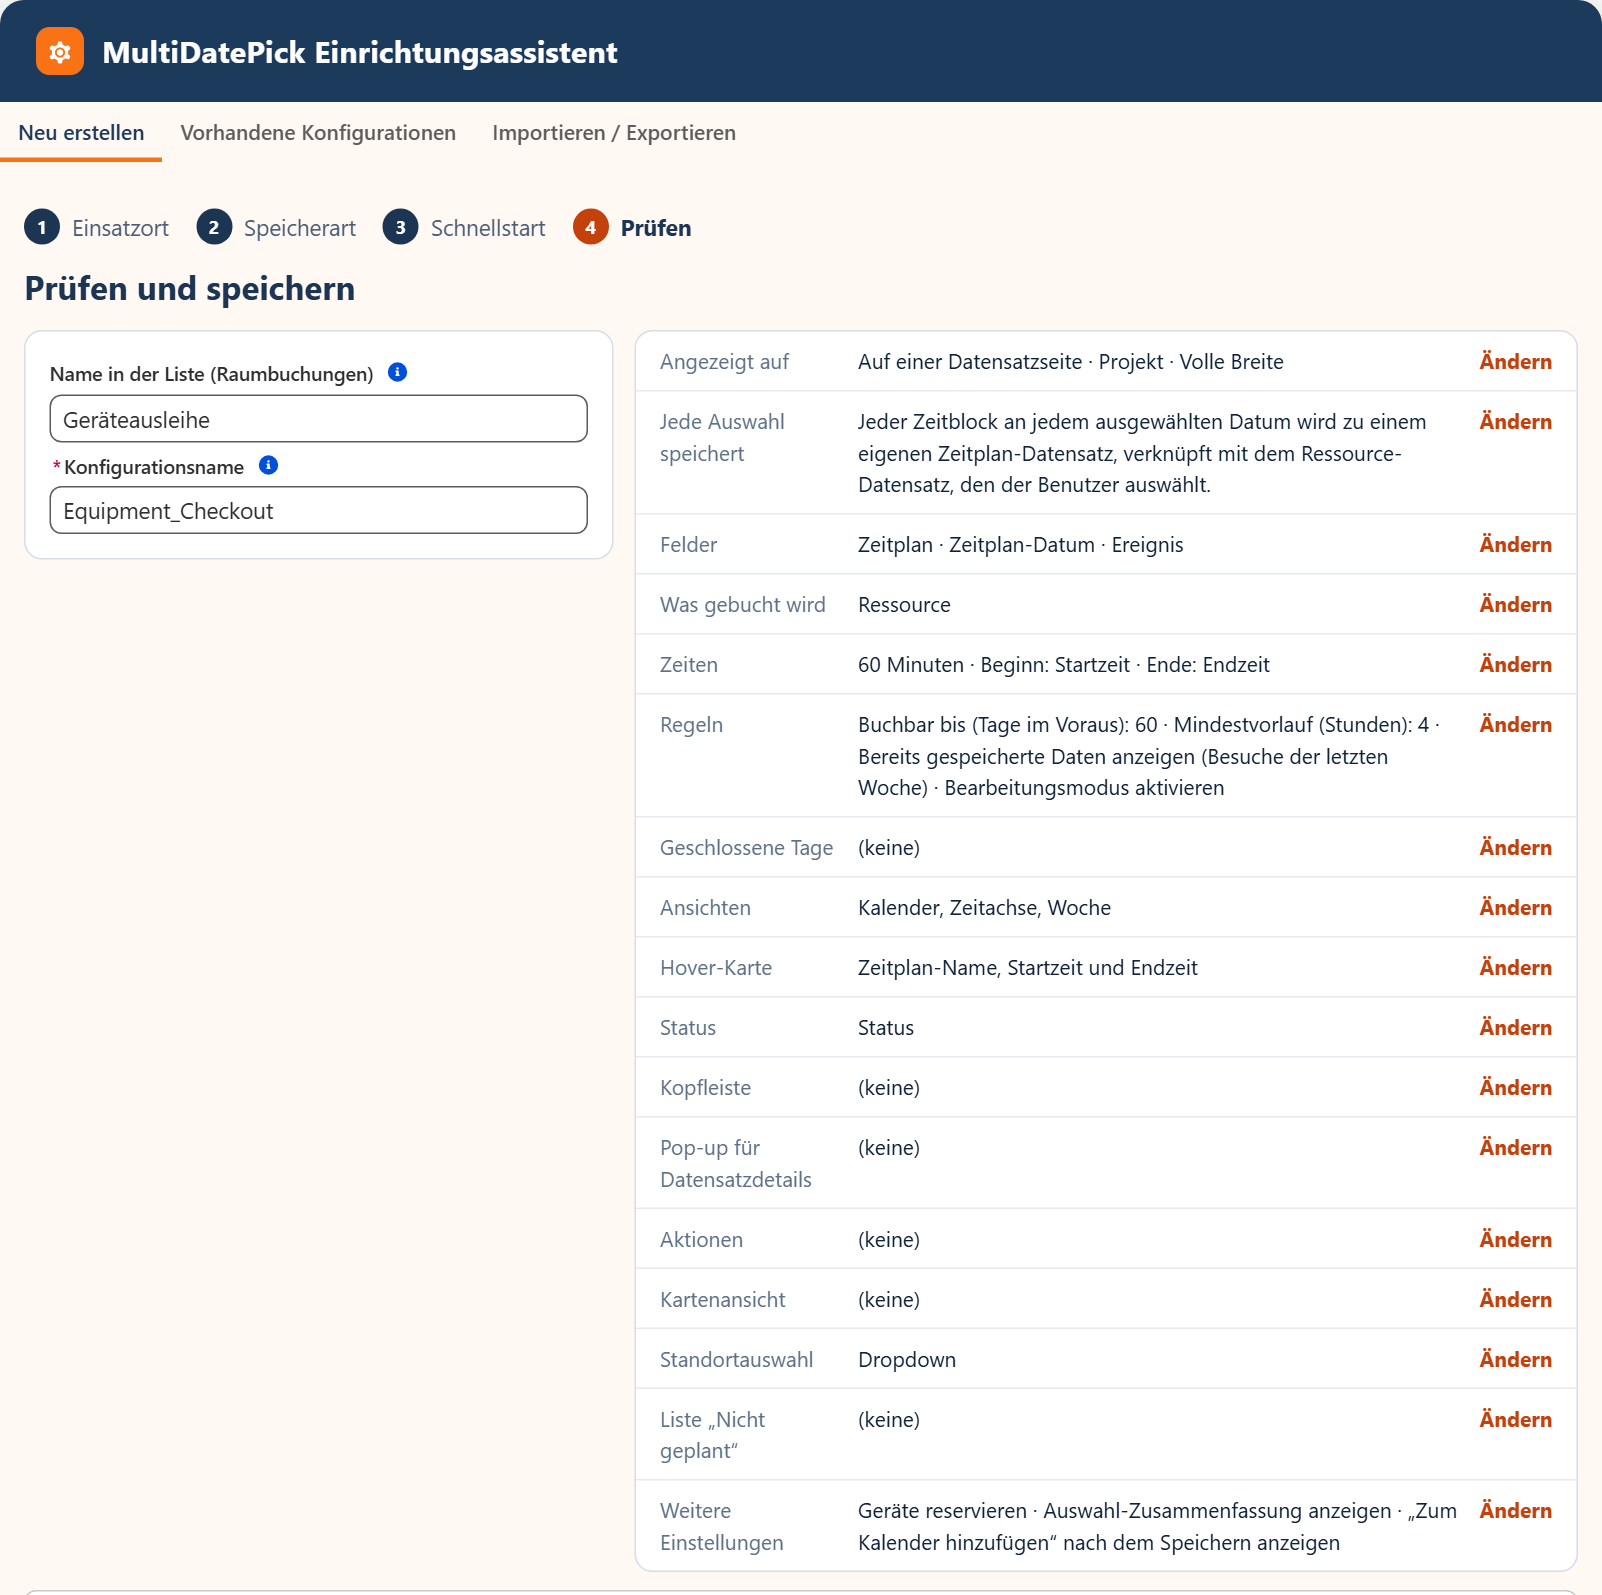 MultiDatePick Einrichtungsassistent
Neu erstellen
Vorhandene Konfigurationen
Importieren / Exportieren
1 Einsatzort
2 Speicherart
3 Schnellstart
4 Prüfen
Prüfen und speichern
Name in der Liste (Raumbuchungen)
Geräteausleihe
*Konfigurationsname
Equipment_Checkout
Angezeigt auf
Auf einer Datensatzseite · Projekt · Volle Breite
Ändern
Jede Auswahl
speichert
Jeder Zeitblock an jedem ausgewählten Datum wird zu einem
eigenen Zeitplan-Datensatz, verknüpft mit dem Ressource-
Datensatz, den der Benutzer auswählt.
Ändern
Felder
Zeitplan · Zeitplan-Datum · Ereignis
Ändern
Was gebucht wird
Ressource
Ändern
Zeiten
60 Minuten · Beginn: Startzeit · Ende: Endzeit
Ändern
Regeln
Buchbar bis (Tage im Voraus): 60 · Mindestvorlauf (Stunden): 4 ·
Bereits gespeicherte Daten anzeigen (Besuche der letzten
Woche) · Bearbeitungsmodus aktivieren
Ändern
Geschlossene Tage
(keine)
Ändern
Ansichten
Kalender, Zeitachse, Woche
Ändern
Hover-Karte
Zeitplan-Name, Startzeit und Endzeit
Ändern
Status
Status
Ändern
Kopfleiste
(keine)
Ändern
Pop-up für
Datensatzdetails
(keine)
Ändern
Aktionen
(keine)
Ändern
Kartenansicht
(keine)
Ändern
Standortauswahl
Dropdown
Ändern
Liste „Nicht
geplant“
(keine)
Ändern
Weitere
Einstellungen
Geräte reservieren · Auswahl-Zusammenfassung anzeigen · „Zum
Kalender hinzufügen“ nach dem Speichern anzeigen
Ändern